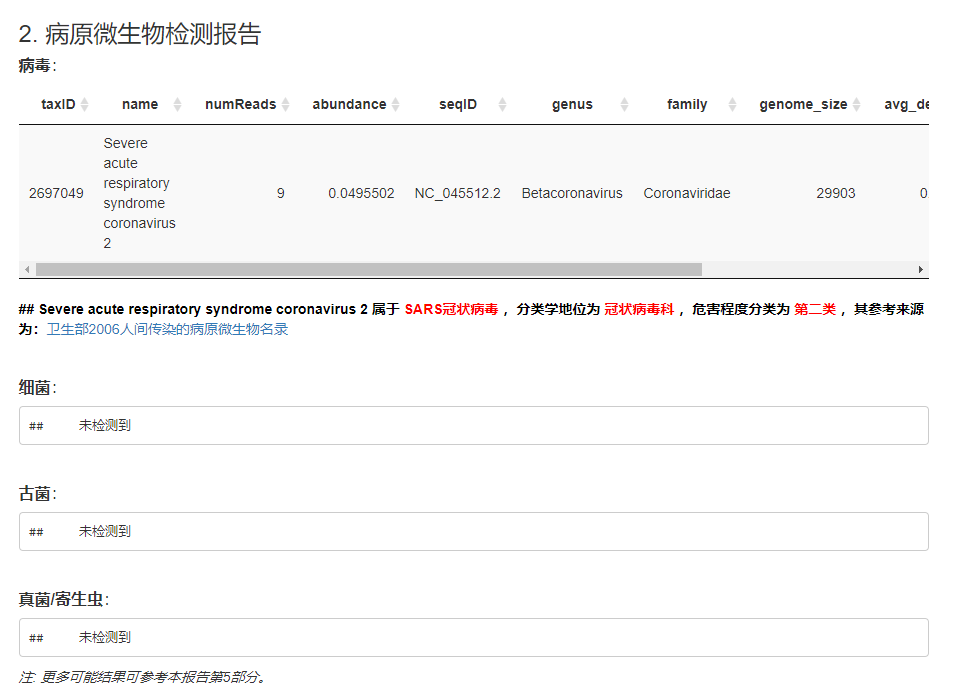 2. 病原微生物检测报告
病毒:
taxID name numReads abundance seqID genus family genome_size avg_de
Severe
acute
respiratory
2697049 syndrome 9 0.0495502 NC_045512.2 Betacoronavirus Coronaviridae 29903 0.
coronavirus
2
## Severe acute respiratory syndrome coronavirus 2 属于 SARS冠状病毒 ，分类学地位为 冠状病毒科 ，危害程度分类为 第二类 ，其参考来源
为：卫生部2006人间传染的病原微生物名录
细菌:
## 未检测到
古菌:
## 未检测到
真菌/寄生虫:
## 未检测到
注: 更多可能结果可参考本报告第5部分。